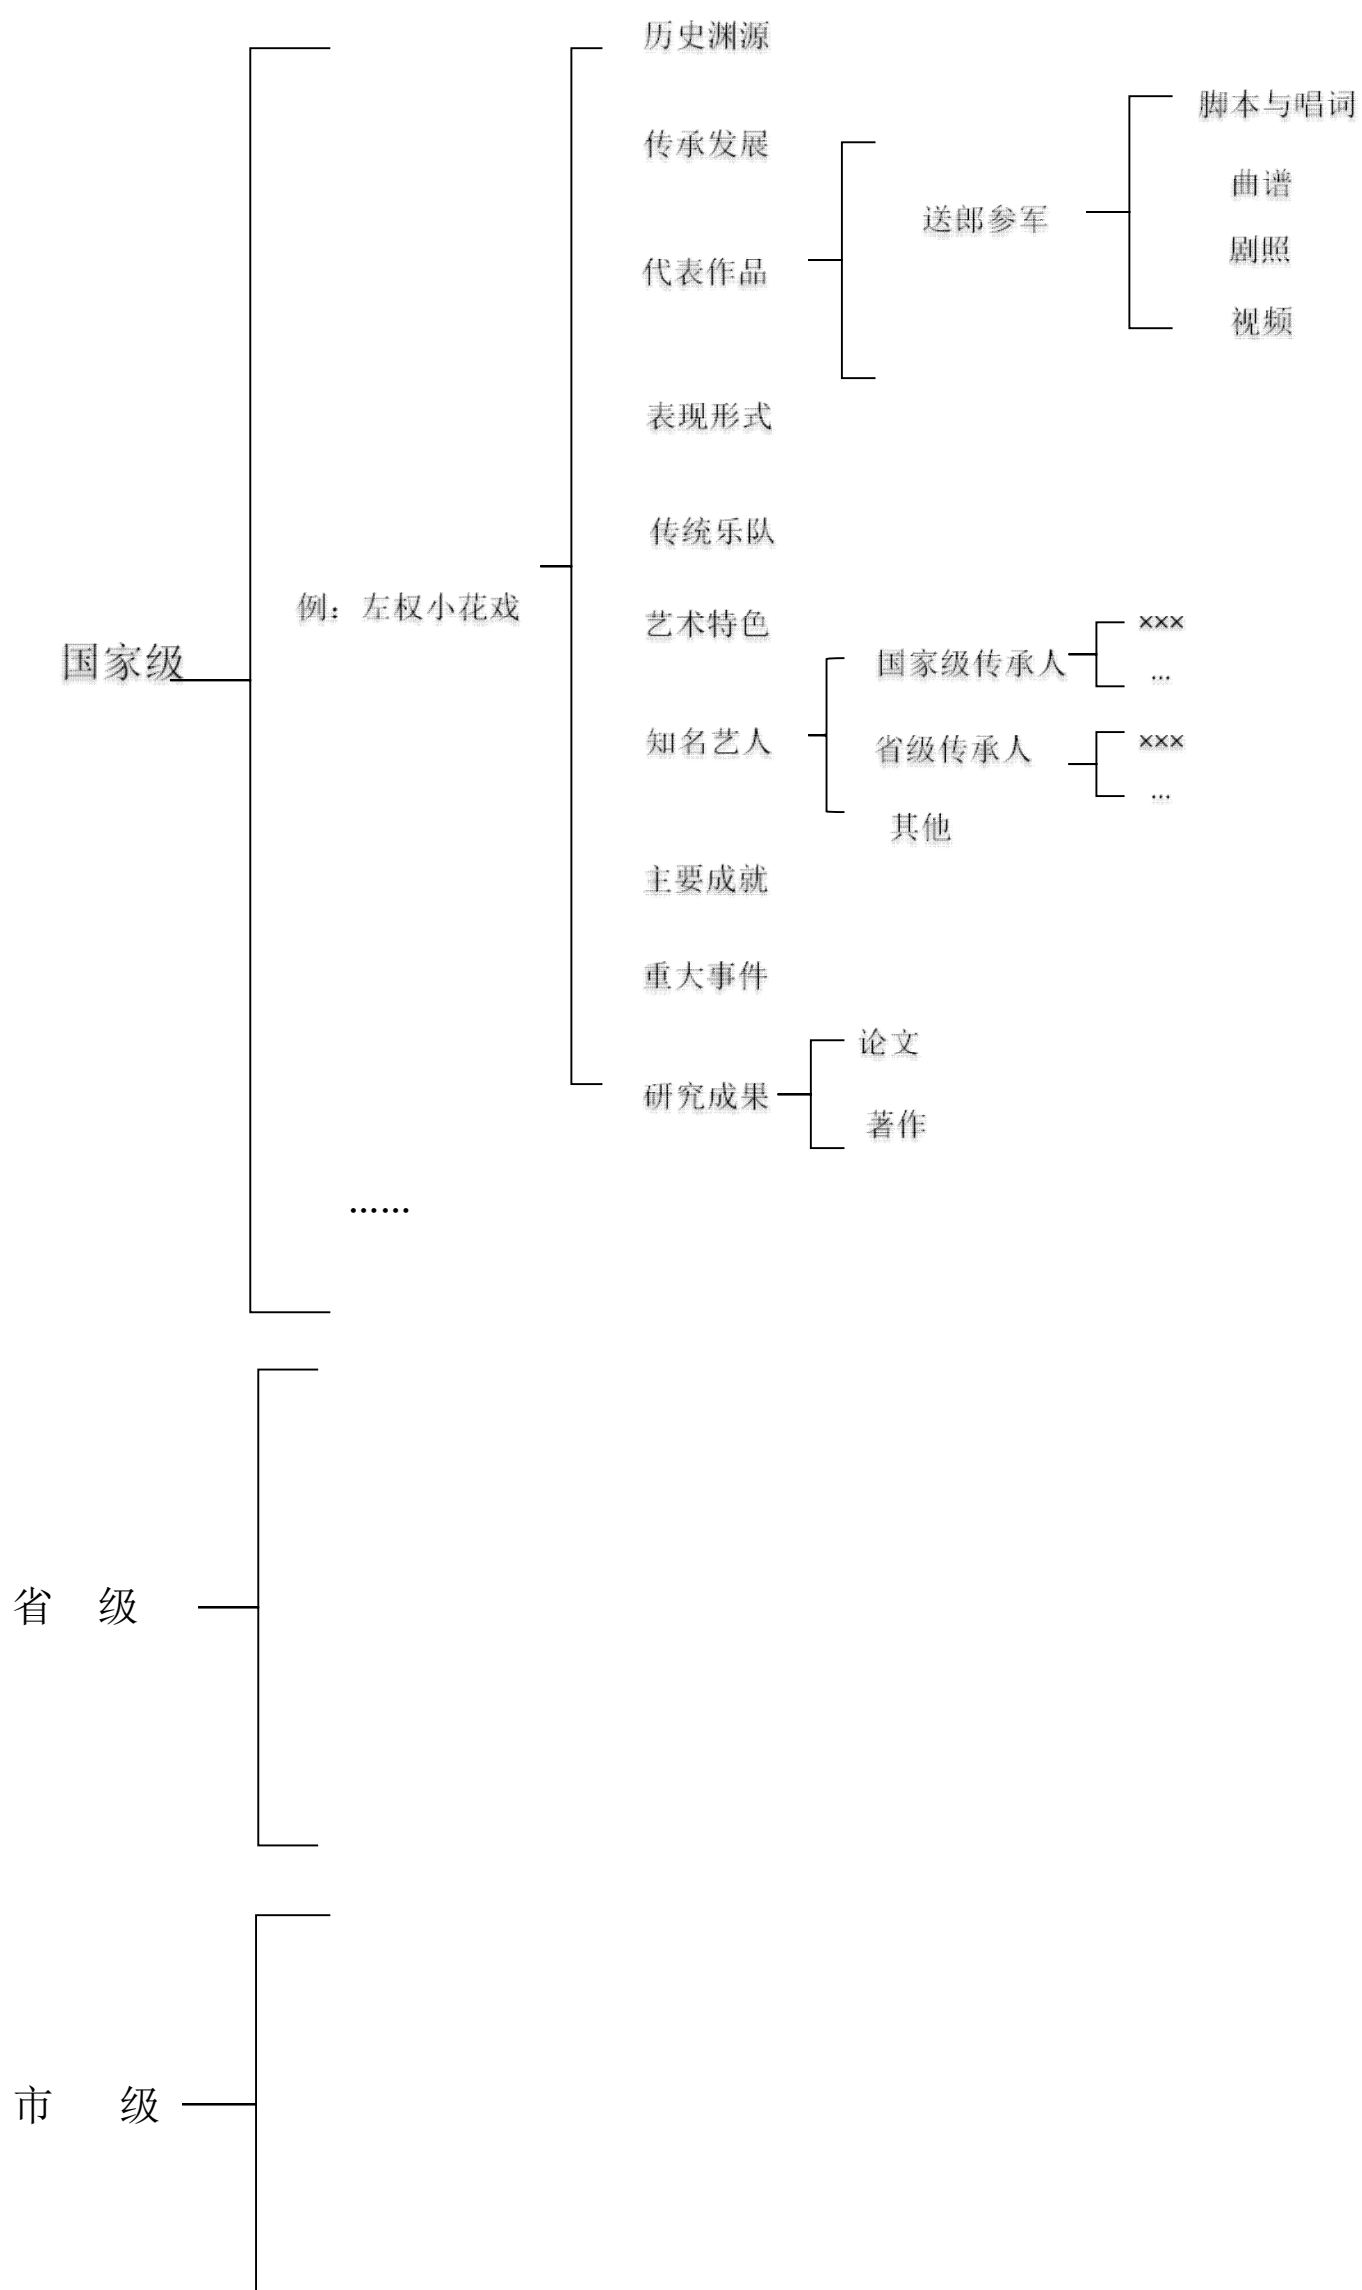 历史渊源
传承发展
代表作品
送郎参军
脚本与唱词
曲谱
剧照
视频
表现形式
传统乐队
例：左权小花戏
国家级
艺术特色
知名艺人
国家级传承人
×××
...
省级传承人
×××
...
其他
主要成就
重大事件
研究成果
论文
著作
……
省 级
市 级